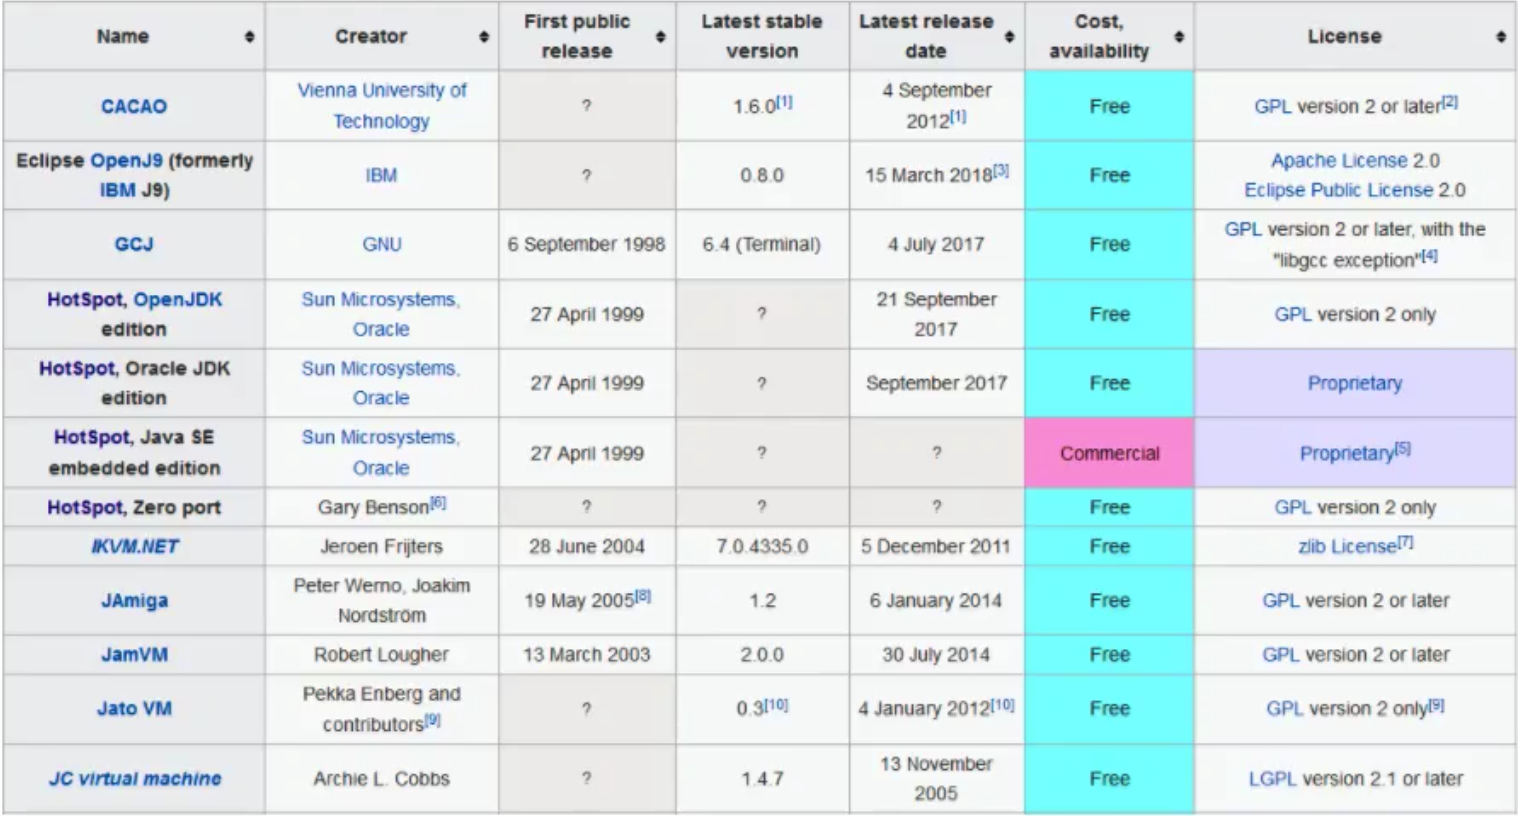 Name Creator First public release Latest stable version Latest release date Cost, availability License
CACAO Vienna University of Technology ? 1.6.0[1] 4 September 2012[1] Free GPL version 2 or later[2]
Eclipse OpenJ9 (formerly IBM J9) IBM ? 0.8.0 15 March 2018[3] Free Apache License 2.0 Eclipse Public License 2.0
GCJ GNU 6 September 1998 6.4 (Terminal) 4 July 2017 Free GPL version 2 or later, with the "libgcc exception"[4]
HotSpot, OpenJDK edition Sun Microsystems, Oracle 27 April 1999 ? 21 September 2017 Free GPL version 2 only
HotSpot, Oracle JDK edition Sun Microsystems, Oracle 27 April 1999 ? September 2017 Free Proprietary
HotSpot, Java SE embedded edition Sun Microsystems, Oracle 27 April 1999 ? ? Commercial Proprietary[5]
HotSpot, Zero port Gary Benson[6] ? ? ? Free GPL version 2 only
IKVM.NET Jeroen Frijters 28 June 2004 7.0.4335.0 5 December 2011 Free zlib License[7]
JAmiga Peter Werno, Joakim Nordström 19 May 2005[8] 1.2 6 January 2014 Free GPL version 2 or later
JamVM Robert Lougher 13 March 2003 2.0.0 30 July 2014 Free GPL version 2 or later
Jato VM Pekka Enberg and contributors[9] ? 0.3[10] 4 January 2012[10] Free GPL version 2 only[9]
JC virtual machine Archie L. Cobbs ? 1.4.7 13 November 2005 Free LGPL version 2.1 or later